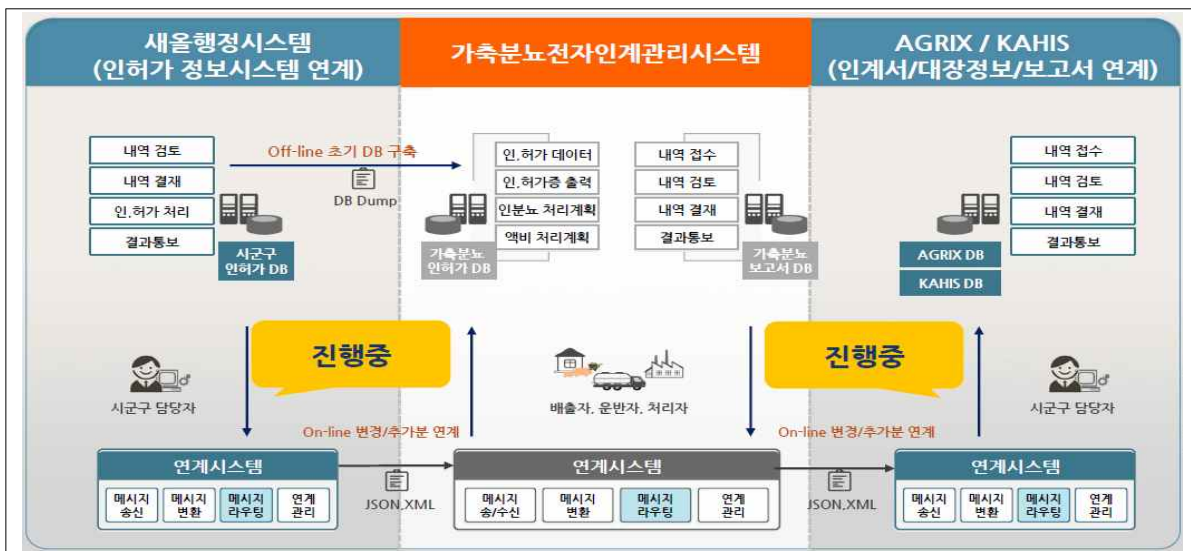 새올행정시스템
(인허가 정보시스템 연계)
가축분뇨전자인계관리시스템
AGRIX / KAHIS
(인계서/대장정보/보고서 연계)
내역 검토
내역 결재
인.허가 처리
결과통보
시군구
인허가 DB
Off-line 초기 DB 구축
DB Dump
인.허가 데이터
인.허가증 출력
인분뇨 처리계획
액비 처리계획
가축분뇨
인허가 DB
내역 접수
내역 검토
내역 결재
결과통보
가축분뇨
보고서 DB
내역 접수
내역 검토
내역 결재
결과통보
AGRIX DB
KAHIS DB
진행중
진행중
시군구 담당자
배출자, 운반자, 처리자
시군구 담당자
On-line 변경/추가분 연계
On-line 변경/추가분 연계
연계시스템
메시지
송신
메시지
변환
메시지
라우팅
연계
관리
JSON,XML
연계시스템
메시지
송/수신
메시지
변환
메시지
라우팅
연계
관리
JSON,XML
연계시스템
메시지
송신
메시지
변환
메시지
라우팅
연계
관리